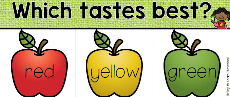 Which tastes best?
red yellow green